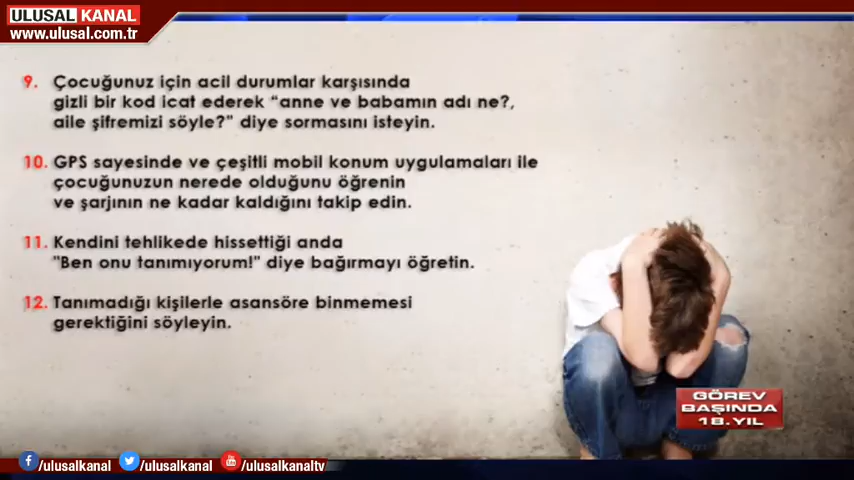 ULUSAL KANAL
www.ulusal.com.tr
9. Çocuğunuz için acil durumlar karşısında
gizli bir kod icat ederek "anne ve babamın adı ne?,
aile şifremizi söyle?" diye sormasını isteyin.
10. GPS sayesinde ve çeşitli mobil konum uygulamaları ile
çocuğunuzun nerede olduğunu öğrenin
ve şarjının ne kadar kaldığını takip edin.
11. Kendini tehlikede hissettiği anda
"Ben onu tanımıyorum!" diye bağırmayı öğretin.
12. Tanımadığı kişilerle asansöre binmemesi
gerektiğini söyleyin.
GÖREV
BAŞINDA
18.YIL
/ulusalkanal /ulusalkanal /ulusalkanaltv